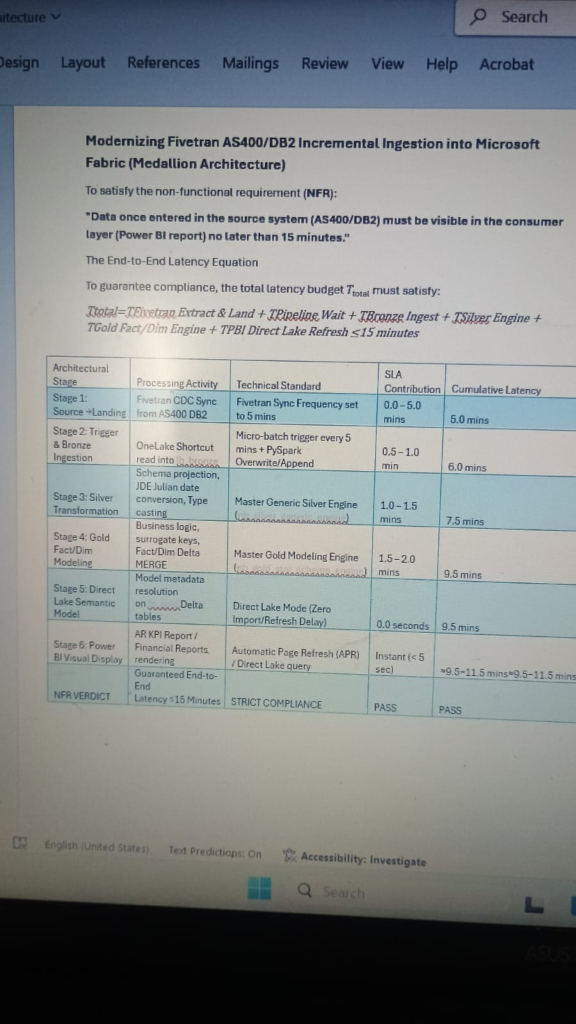 itecture
Search
Design Layout References Mailings Review View Help Acrobat
Modernizing Fivetran AS400/DB2 Incremental Ingestion into Microsoft
Fabric (Medallion Architecture)
To satisfy the non-functional requirement (NFR):
"Data once entered in the source system (AS400/DB2) must be visible in the consumer
layer (Power BI report) no later than 15 minutes."
The End-to-End Latency Equation
To guarantee compliance, the total latency budget Ttotal must satisfy:
Ttotal=TFivetran Extract & Land + TPipeline Wait + TBronze Ingest + TSilver Engine +
TGold Fact/Dim Engine + TPBI Direct Lake Refresh ≤15 minutes
Architectural
Stage
Processing Activity
Technical Standard
SLA
Contribution
Cumulative Latency
Stage 1:
Source →Landing
Fivetran CDC Sync
from AS400 DB2
Fivetran Sync Frequency set
to 5 mins
0.0–5.0
mins
5.0 mins
Stage 2: Trigger
& Bronze
Ingestion
OneLake Shortcut
read into
Micro-batch trigger every 5
mins + PySpark
Overwrite/Append
0.5–1.0
min
6.0 mins
Stage 3: Silver
Transformation
Schema projection,
JDE Julian date
conversion, Type
casting
Master Generic Silver Engine
1.0–1.5
mins
7.5 mins
Stage 4: Gold
Fact/Dim
Modeling
Business logic,
surrogate keys,
Fact/Dim Delta
MERGE
Master Gold Modeling Engine
1.5–2.0
mins
9.5 mins
Stage 5: Direct
Lake Semantic
Model
Model metadata
resolution
on Delta
tables
Direct Lake Mode (Zero
Import/Refresh Delay)
0.0 seconds
9.5 mins
Stage 6: Power
BI Visual Display
AR KPI Report /
Financial Reports
rendering
Automatic Page Refresh (APR)
/ Direct Lake query
Instant (< 5
sec)
≈9.5–11.5 mins≈9.5–11.5 mins
NFR VERDICT
Guaranteed End-to-
End
Latency ≤15 Minutes
STRICT COMPLIANCE
PASS
PASS
English (United States)
Text Predictions: On
Accessibility: Investigate
Search
ASUS